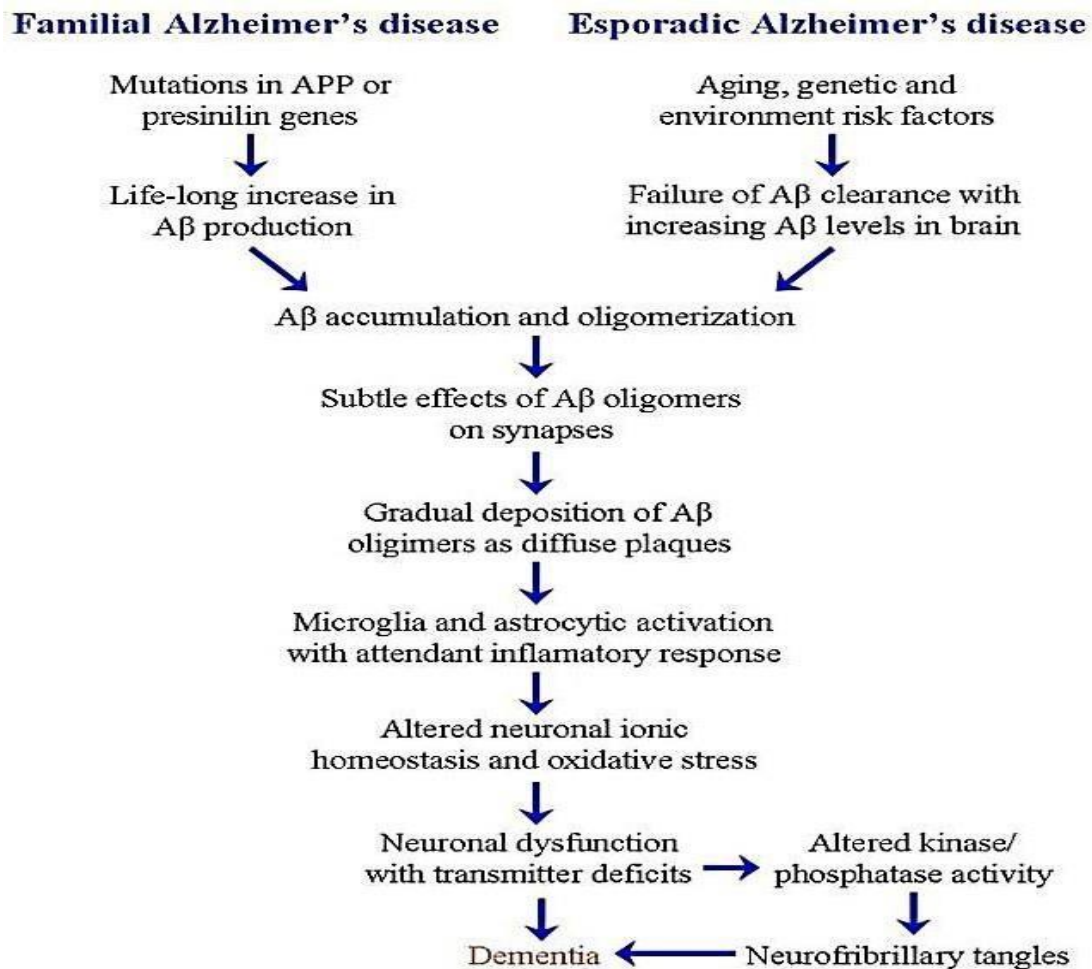 Familial Alzheimer's disease
Esporadic Alzheimer's disease
Mutations in APP or
presinilin genes
Aging, genetic and
environment risk factors
Life-long increase in
Aβ production
Failure of Aβ clearance with
increasing Aβ levels in brain
Aβ accumulation and oligomerization
Subtle effects of Aβ oligomers
on synapses
Gradual deposition of Aβ
oligimers as diffuse plaques
Microglia and astrocytic activation
with attendant inflamatory response
Altered neuronal ionic
homeostasis and oxidative stress
Neuronal dysfunction
with transmitter deficits
Altered kinase/
phosphatase activity
Dementia
Neurofribrillary tangles